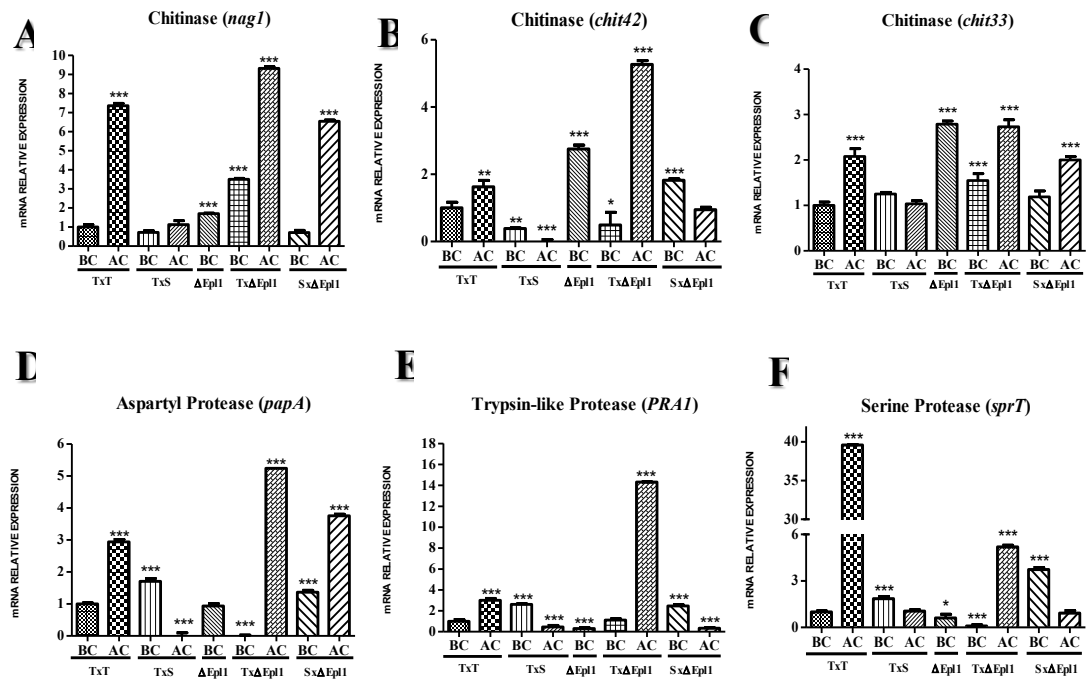 A
Chitinase (nag1)
mRNA RELATIVE EXPRESSION
10
9
8
7
6
5
4
3
2
1
0
*** *** *** *** ***
BC AC BC AC BC BC AC BC AC
TxT TxS ΔEpl1 TxΔEpl1 SxΔEpl1
B
Chitinase (chit42)
mRNA RELATIVE EXPRESSION
6
4
2
0
** ** *** *** * *** ***
BC AC BC AC BC BC AC BC AC
TxT TxS ΔEpl1 TxΔEpl1 SxΔEpl1
C
Chitinase (chit33)
mRNA RELATIVE EXPRESSION
4
3
2
1
0
*** *** *** *** ***
BC AC BC AC BC BC AC BC AC
TxT TxS ΔEpl1 TxΔEpl1 SxΔEpl1
D
Aspartyl Protease (papA)
mRNA RELATIVE EXPRESSION
6
5
4
3
2
1
0
*** *** *** *** *** *** ***
BC AC BC AC BC BC AC BC AC
TxT TxS ΔEpl1 TxΔEpl1 SxΔEpl1
E
Trypsin-like Protease (PRA1)
mRNA RELATIVE EXPRESSION
18
16
14
12
10
8
6
4
2
0
*** *** *** *** *** *** ***
BC AC BC AC BC BC AC BC AC
TxT TxS ΔEpl1 TxΔEpl1 SxΔEpl1
F
Serine Protease (sprT)
mRNA RELATIVE EXPRESSION
40
35
30
6
3
0
*** *** * *** *** ***
BC AC BC AC BC BC AC BC AC
TxT TxS ΔEpl1 TxΔEpl1 SxΔEpl1